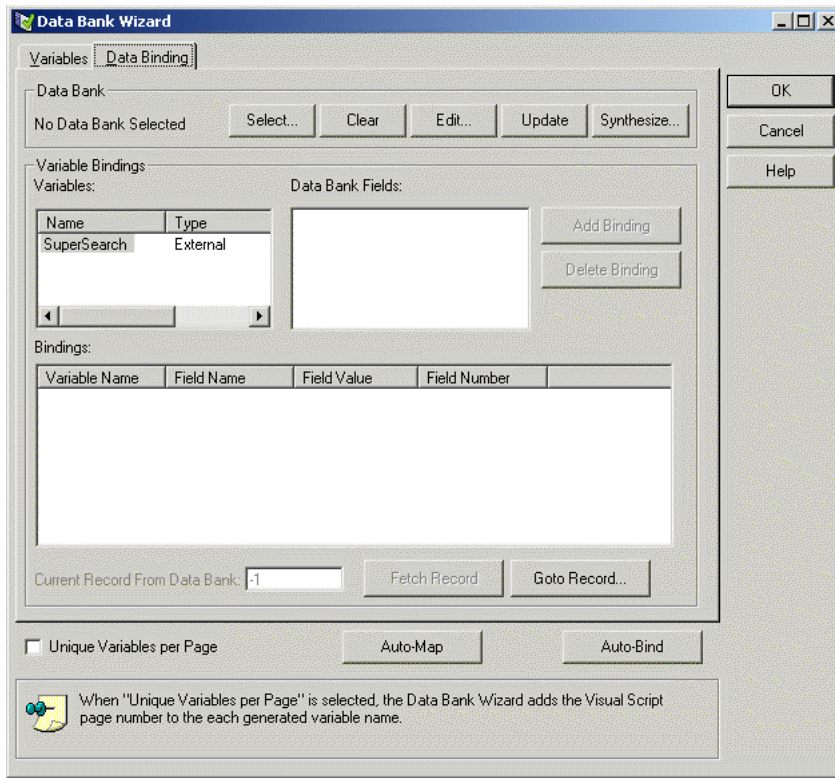 Data Bank Wizard
Variables Data Binding
OK
Cancel
Help
Data Bank
No Data Bank Selected Select... Clear Edit... Update Synthesize...
Variable Bindings
Variables: Data Bank Fields:
Name Type
SuperSearch External
Add Binding
Delete Binding
Bindings:
Variable Name Field Name Field Value Field Number
Current Record From Data Bank: -1 Fetch Record Goto Record...
Unique Variables per Page Auto-Map Auto-Bind
When "Unique Variables per Page" is selected, the Data Bank Wizard adds the Visual Script
page number to the each generated variable name.